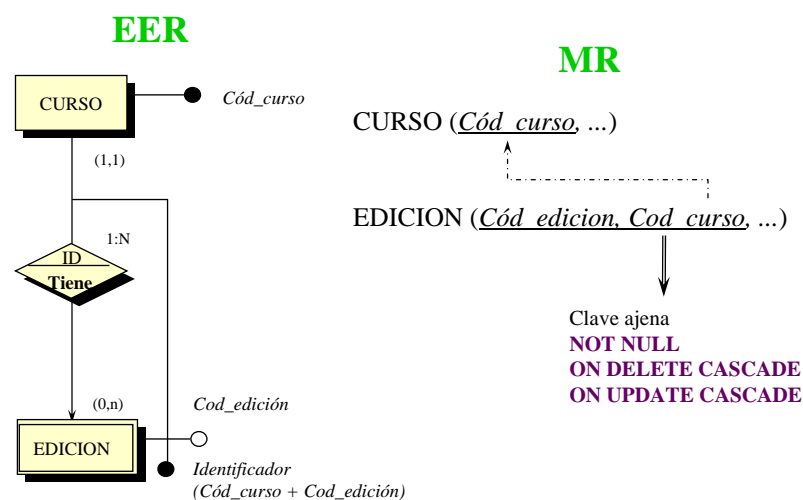 EER
CURSO
Cód_curso
(1,1)
1:N
ID
Tiene
(0,n)
Cod_edición
EDICION
Identificador
(Cód_curso + Cod_edición)
MR
CURSO (Cód_curso, ...)
EDICION (Cód_edicion, Cod_curso, ...)
Clave ajena
NOT NULL
ON DELETE CASCADE
ON UPDATE CASCADE